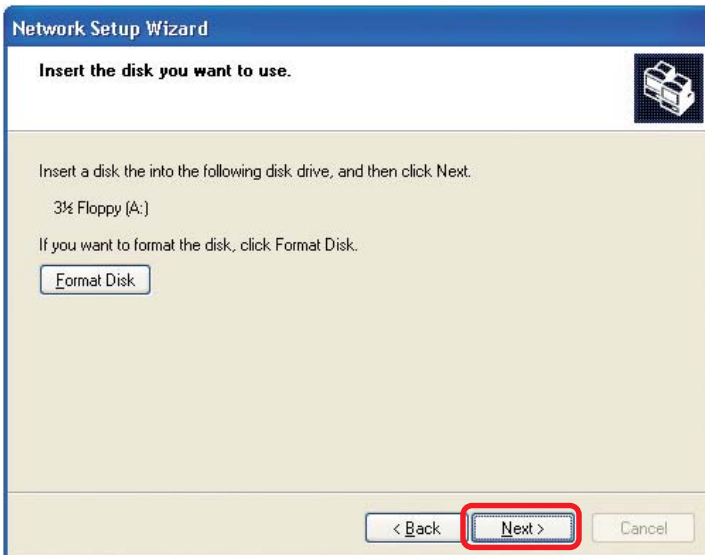 Network Setup Wizard
Insert the disk you want to use.
Insert a disk the into the following disk drive, and then click Next.
3½ Floppy (A:)
If you want to format the disk, click Format Disk.
Format Disk
< Back Next > Cancel